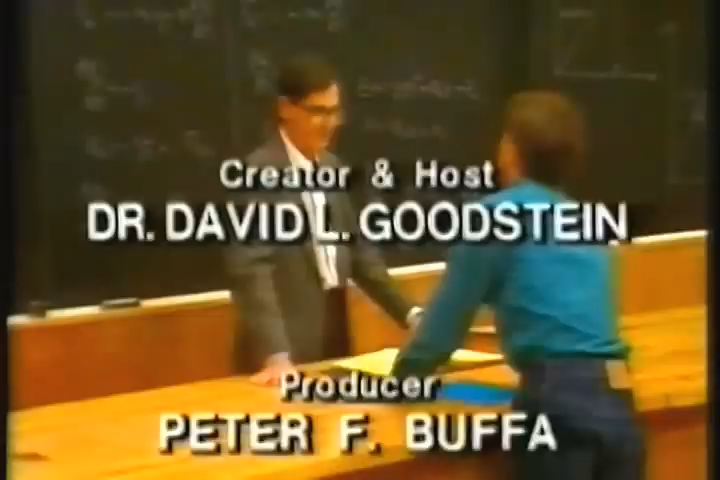 Creator & Host
DR. DAVID L. GOODSTEIN
Producer
PETER F. BUFFA